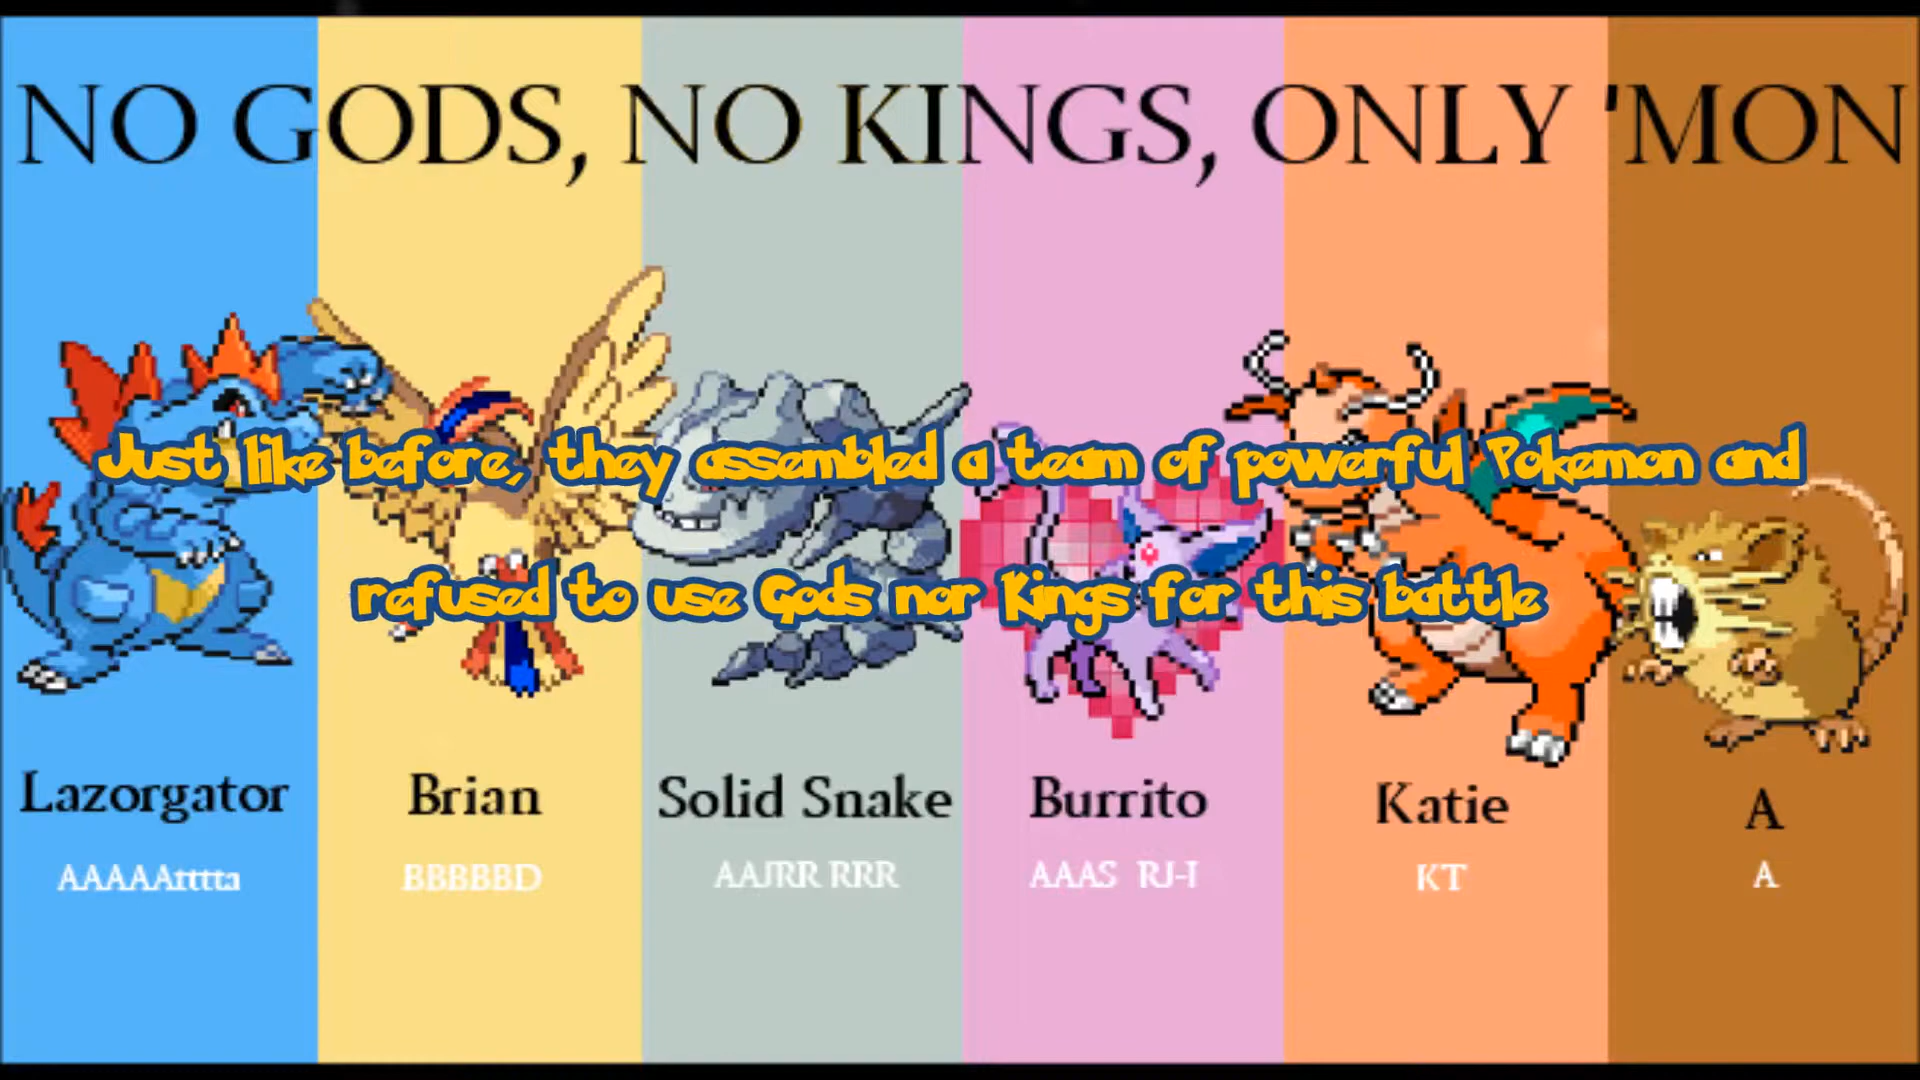 NO GODS, NO KINGS, ONLY 'MON
Just like before, they assembled a team of powerful Pokemon and
refused to use Gods nor Kings for this battle
Lazorgator Brian Solid Snake Burrito Katie A
AAAAAttttta BBBBBD AAJRR RRR AAAS RJ-I KT A